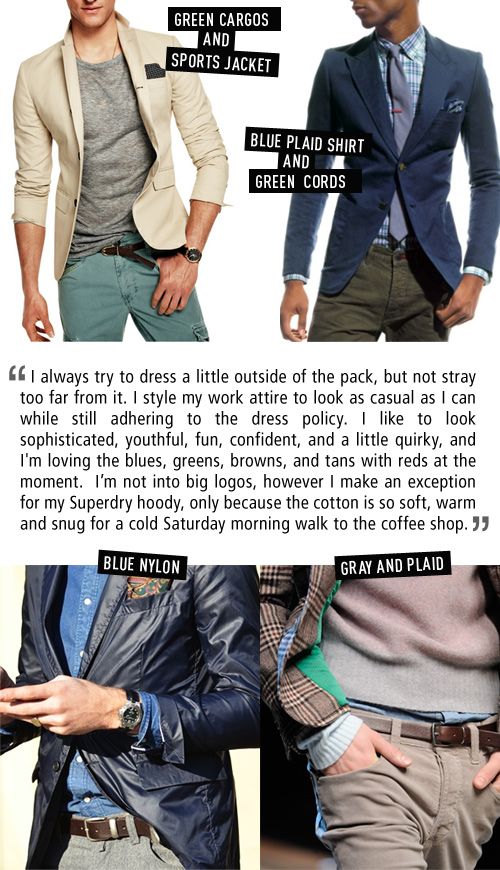 GREEN CARGOS
AND
SPORTS JACKET
BLUE PLAID SHIRT
AND
GREEN CORDS
“ I always try to dress a little outside of the pack, but not stray
too far from it. I style my work attire to look as casual as I can
while still adhering to the dress policy. I like to look
sophisticated, youthful, fun, confident, and a little quirky, and
I'm loving the blues, greens, browns, and tans with reds at the
moment. I’m not into big logos, however I make an exception
for my Superdry hoody, only because the cotton is so soft, warm
and snug for a cold Saturday morning walk to the coffee shop. ”
BLUE NYLON
GRAY AND PLAID